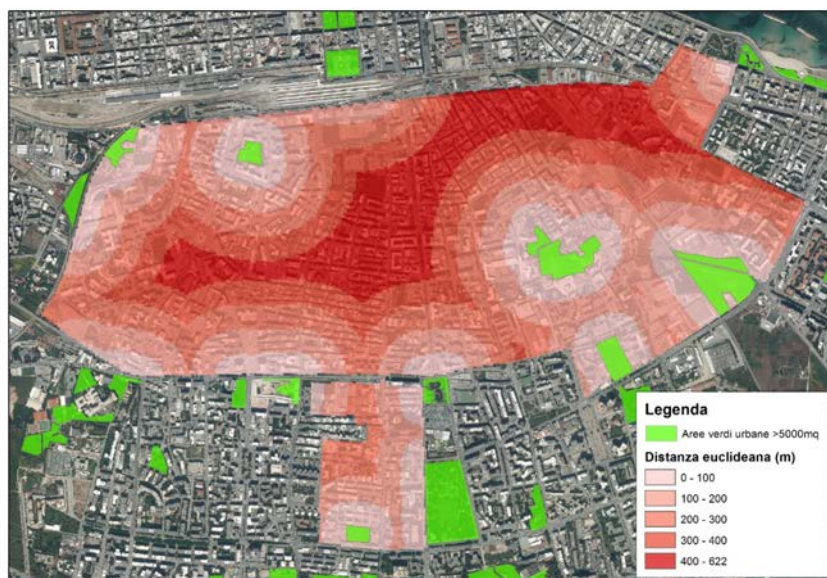 Legenda
Aree verdi urbane >5000mq
Distanza euclideana (m)
0 - 100
100 - 200
200 - 300
300 - 400
400 - 622